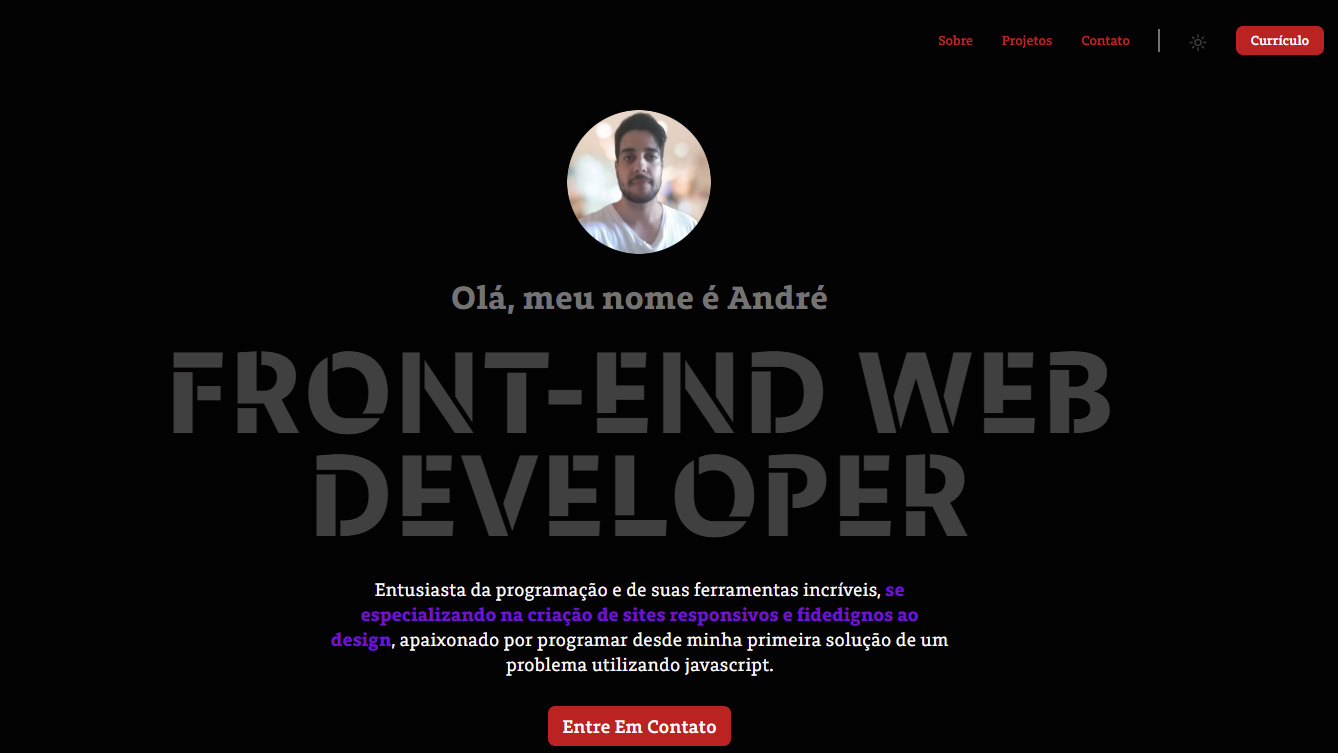 Sobre Projetos Contato Currículo
Olá, meu nome é André
FRONT-END WEB
DEVELOPER
Entusiasta da programação e de suas ferramentas incríveis, se
especializando na criação de sites responsivos e fidedignos ao
design, apaixonado por programar desde minha primeira solução de um
problema utilizando javascript.
Entre Em Contato